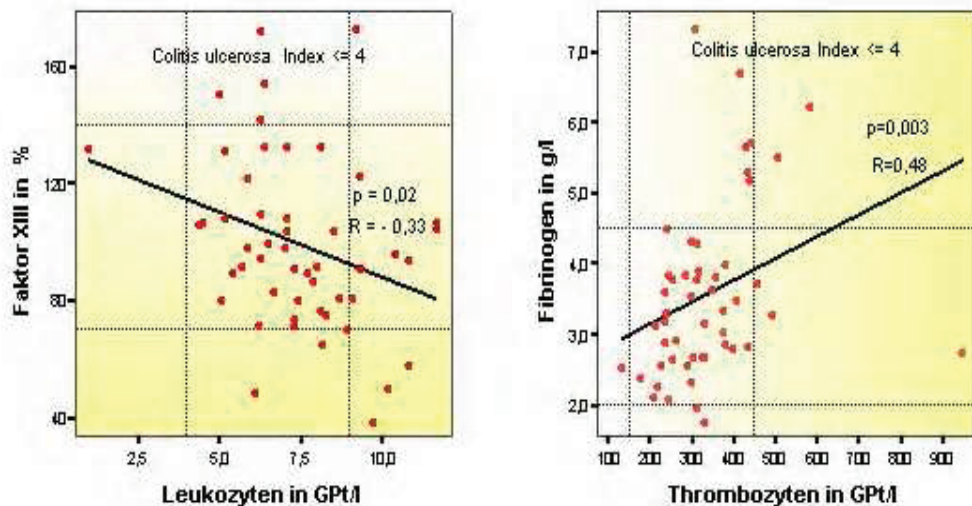 Colitis ulcerosa Index <= 4
p = 0,02
R = - 0,33
Faktor XIII in %
160
120
80
40
2,5
5,0
7,5
10,0
Leukozyten in GPt/l
Colitis ulcerosa Index <= 4
p=0,003
R=0,48
Fibrinogen in g/l
7,0
6,0
5,0
4,0
3,0
2,0
100 200 300 400 500 600 700 800 900
Thrombozyten in GPt/l